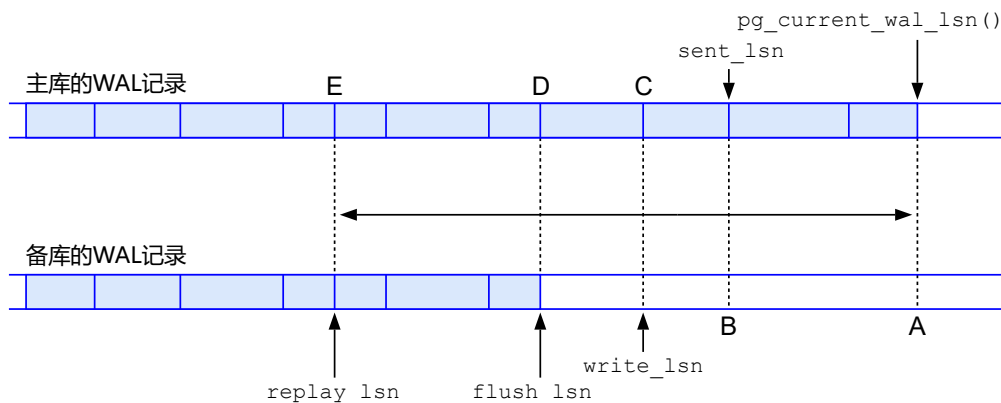 pg_current_wal_lsn()
sent_lsn
主库的WAL记录
E
D
C
备库的WAL记录
B
A
write_lsn
replay lsn
flush lsn